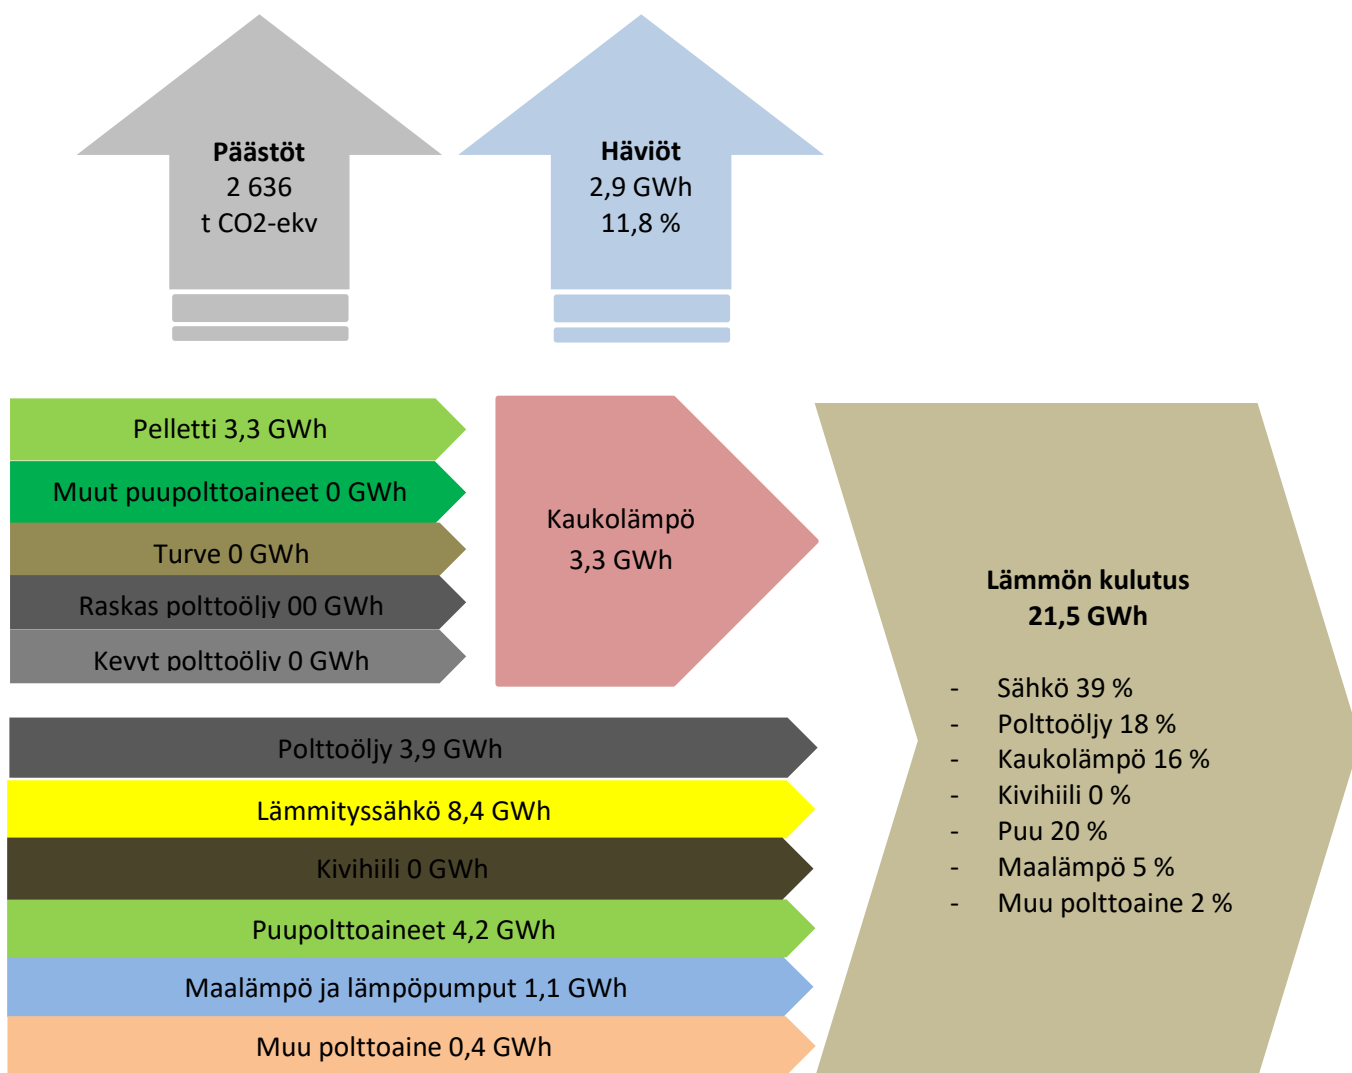 Päästöt
2 636
t CO2-ekv
Häviöt
2,9 GWh
11,8 %
Pelletti 3,3 GWh
Muut puupolttoaineet 0 GWh
Turve 0 GWh
Raskas polttoöljy 00 GWh
Kevyt polttoöljy 0 GWh
Kaukolämpö
3,3 GWh
Polttoöljy 3,9 GWh
Lämmityssähkö 8,4 GWh
Kivihiili 0 GWh
Puupolttoaineet 4,2 GWh
Maalämpö ja lämpöpumput 1,1 GWh
Muu polttoaine 0,4 GWh
Lämmön kulutus
21,5 GWh
- Sähkö 39 %
- Polttoöljy 18 %
- Kaukolämpö 16 %
- Kivihiili 0 %
- Puu 20 %
- Maalämpö 5 %
- Muu polttoaine 2 %